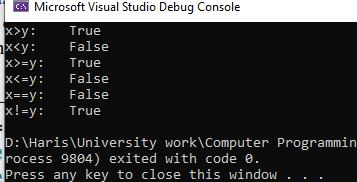 Microsoft Visual Studio Debug Console
x>y: True
x<y: False
x>=y: True
x<=y: False
x==y: False
x!=y: True
D:\Haris\University work\Computer Programmin
rocess 9804) exited with code 0.
Press any key to close this window . . .